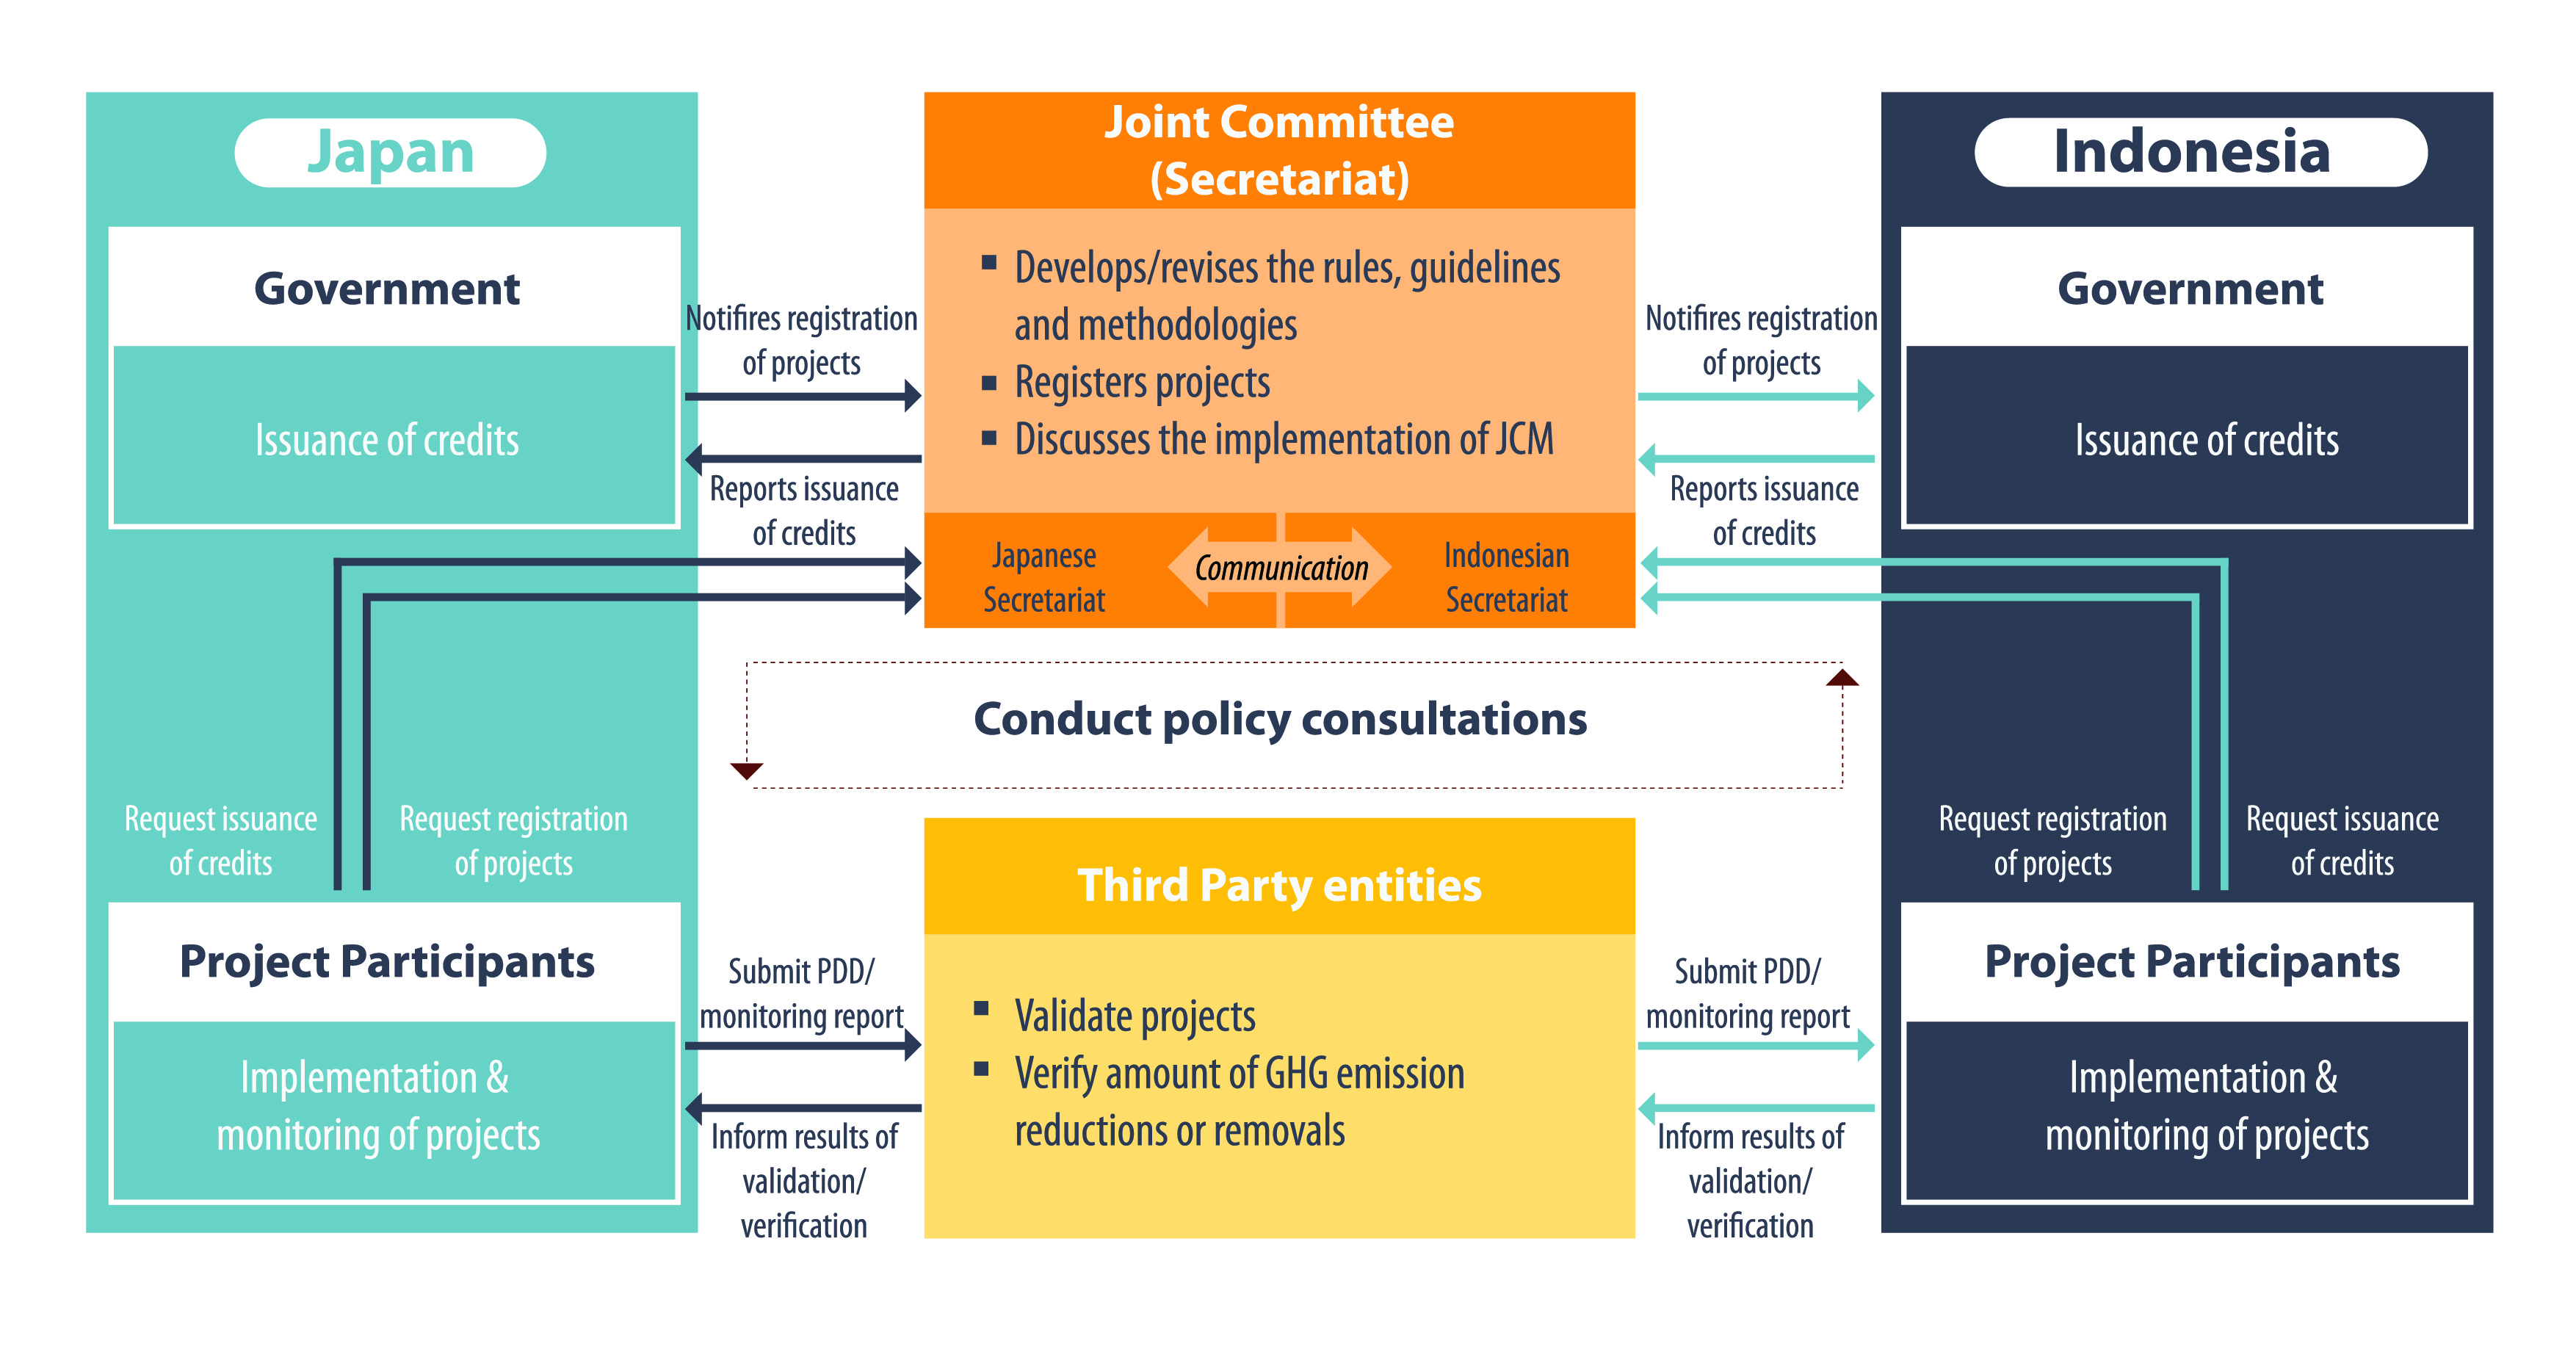 Japan
Government
Issuance of credits
Request issuance
of credits
Request registration
of projects
Project Participants
Implementation &
monitoring of projects
Notifires registration
of projects
Reports issuance
of credits
Submit PDD/
monitoring report
Inform results of
validation/
verification
Joint Committee
(Secretariat)
▪ Develops/revises the rules, guidelines
and methodologies
▪ Registers projects
▪ Discusses the implementation of JCM
Japanese
Secretariat
Communication
Indonesian
Secretariat
Conduct policy consultations
Third Party entities
▪ Validate projects
▪ Verify amount of GHG emission
reductions or removals
Notifires registration
of projects
Reports issuance
of credits
Submit PDD/
monitoring report
Inform results of
validation/
verification
Indonesia
Government
Issuance of credits
Request registration
of projects
Request issuance
of credits
Project Participants
Implementation &
monitoring of projects